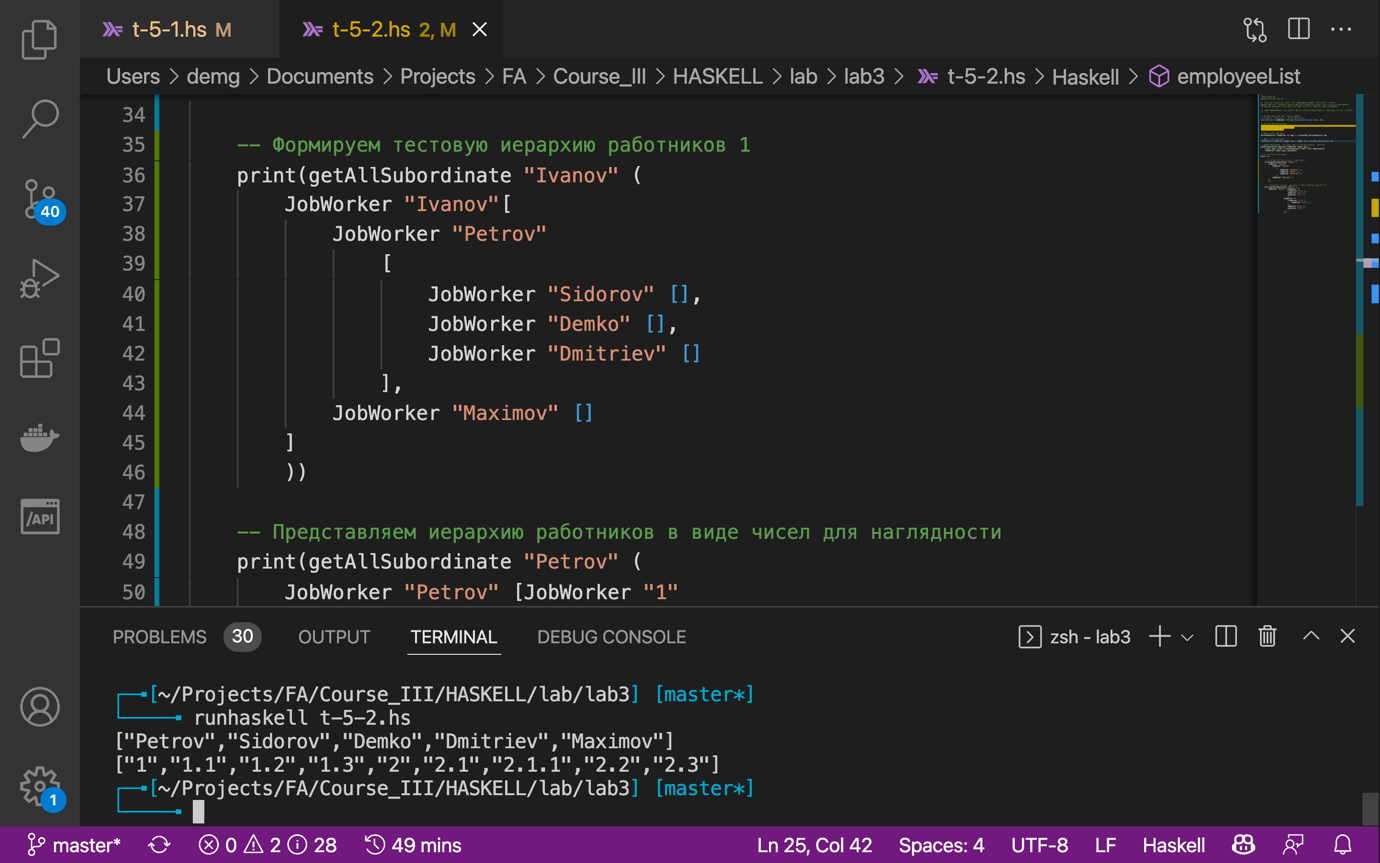 t-5-1.hs M
t-5-2.hs 2, M
Users > demg > Documents > Projects > FA > Course_III > HASKELL > lab > lab3 > t-5-2.hs > Haskell > employeeList
34
35 -- Формируем тестовую иерархию работников 1
36 print(getAllSubordinate "Ivanov" (
37 JobWorker "Ivanov"[
38 JobWorker "Petrov"
39 [
40 JobWorker "Sidorov" [],
41 JobWorker "Demko" [],
42 JobWorker "Dmitriev" []
43 ],
44 JobWorker "Maximov" []
45 ]
46 ))
47
48 -- Представляем иерархию работников в виде чисел для наглядности
49 print(getAllSubordinate "Petrov" (
50 JobWorker "Petrov" [JobWorker "1"
40
/API
1
PROBLEMS 30 OUTPUT TERMINAL DEBUG CONSOLE
zsh - lab3
[~/Projects/FA/Course_III/HASKELL/lab/lab3] [master*]
runhaskell t-5-2.hs
["Petrov","Sidorov","Demko","Dmitriev","Maximov"]
["1","1.1","1.2","1.3","2","2.1","2.1.1","2.2","2.3"]
[~/Projects/FA/Course_III/HASKELL/lab/lab3] [master*]
master* 0 2 28 49 mins Ln 25, Col 42 Spaces: 4 UTF-8 LF Haskell